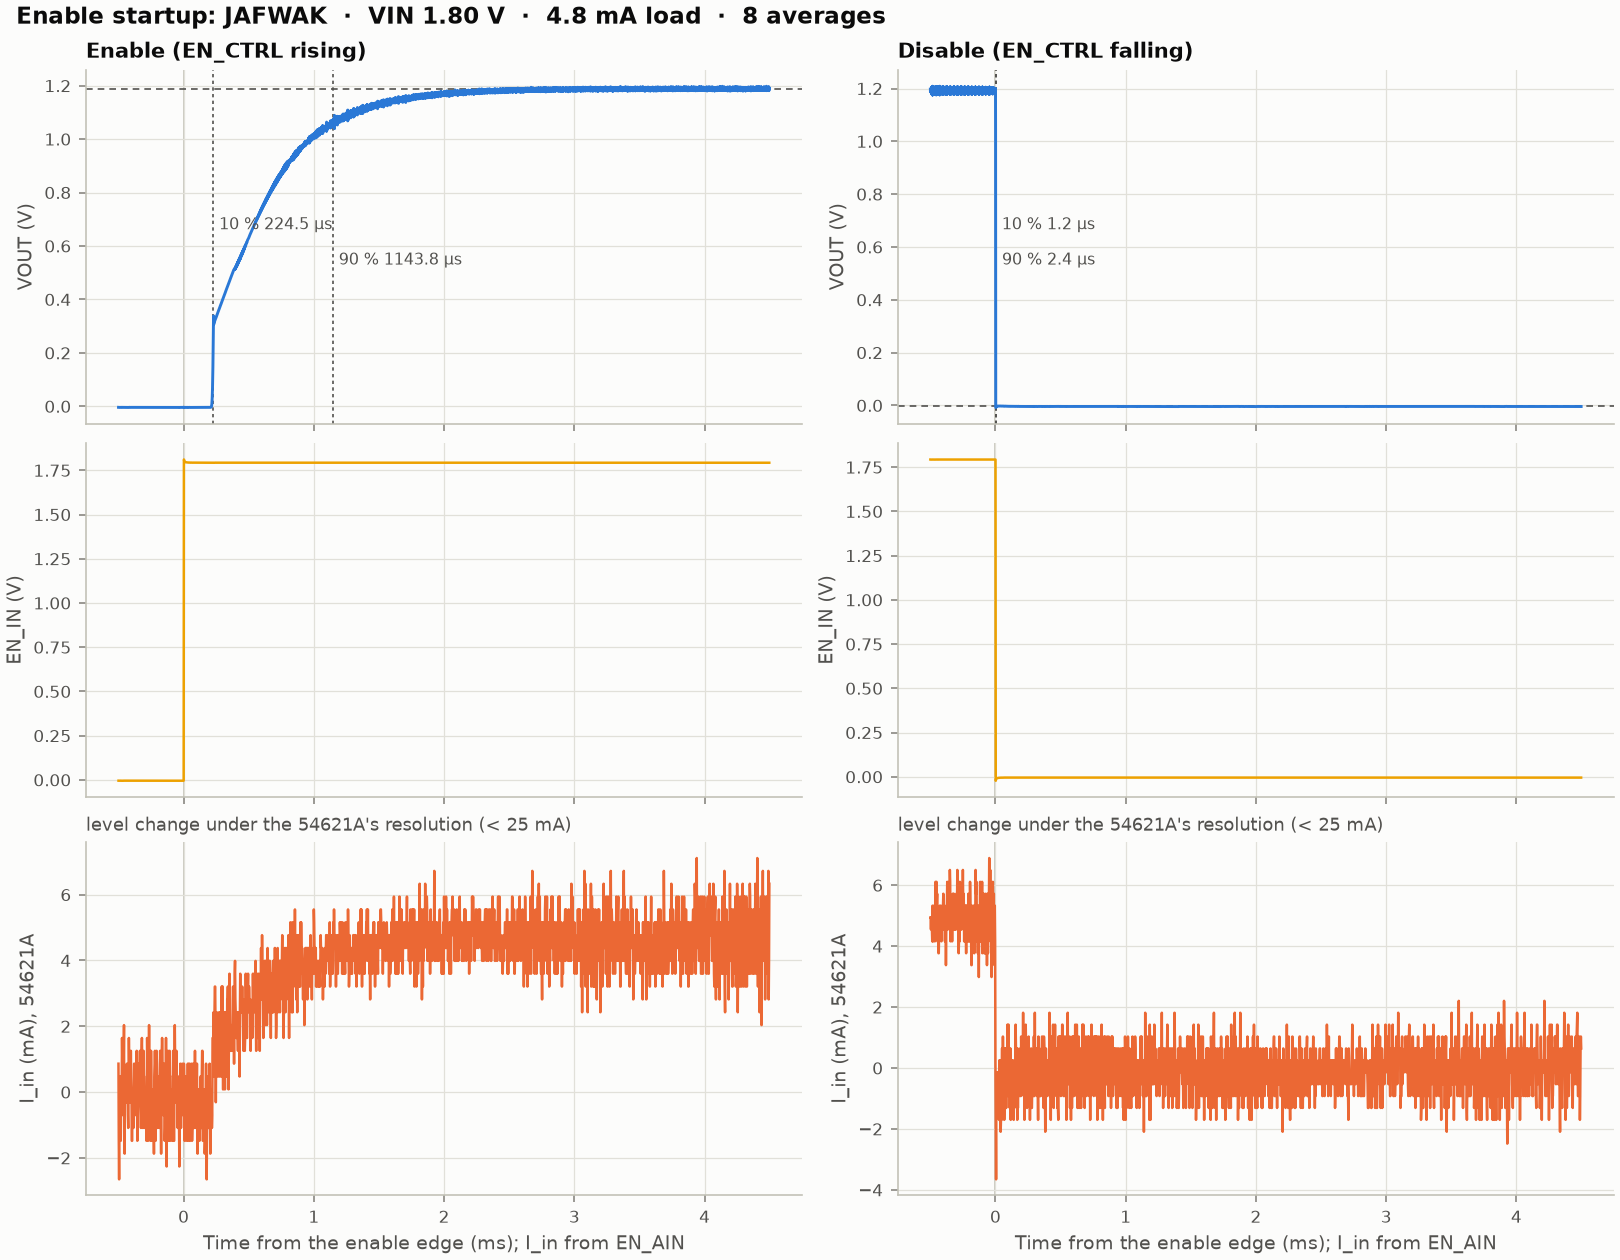 Enable startup: JAFWAK · VIN 1.80 V · 4.8 mA load · 8 averages
Enable (EN_CTRL rising)
VOUT (V)
1.2
1.0
0.8
0.6
0.4
0.2
0.0
10 % 224.5 µs
90 % 1143.8 µs
Disable (EN_CTRL falling)
VOUT (V)
1.2
1.0
0.8
0.6
0.4
0.2
0.0
10 % 1.2 µs
90 % 2.4 µs
EN_IN (V)
1.75
1.50
1.25
1.00
0.75
0.50
0.25
0.00
EN_IN (V)
1.75
1.50
1.25
1.00
0.75
0.50
0.25
0.00
level change under the 54621A's resolution (< 25 mA)
I_in (mA), 54621A
6
4
2
0
−2
0 1 2 3 4
Time from the enable edge (ms); I_in from EN_AIN
level change under the 54621A's resolution (< 25 mA)
I_in (mA), 54621A
6
4
2
0
−2
−4
0 1 2 3 4
Time from the enable edge (ms); I_in from EN_AIN